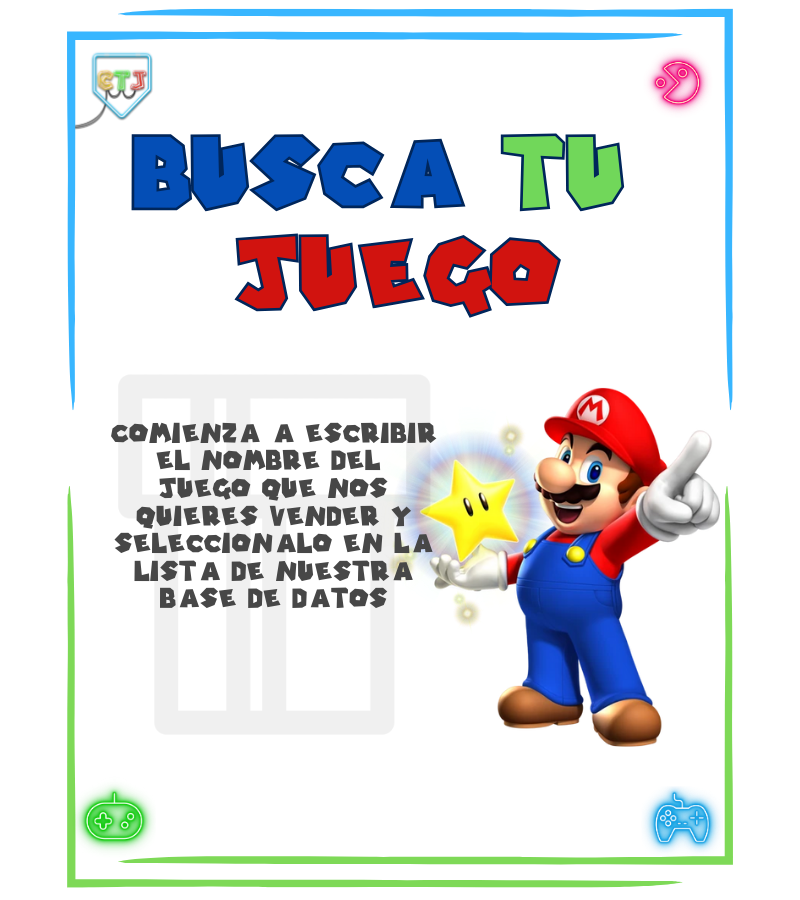 CTJ
BUSCA TU
JUEGO
COMIENZA A ESCRIBIR
EL NOMBRE DEL
JUEGO QUE NOS
QUIERES VENDER Y
SELECCIONALO EN LA
LISTA DE NUESTRA
BASE DE DATOS
M